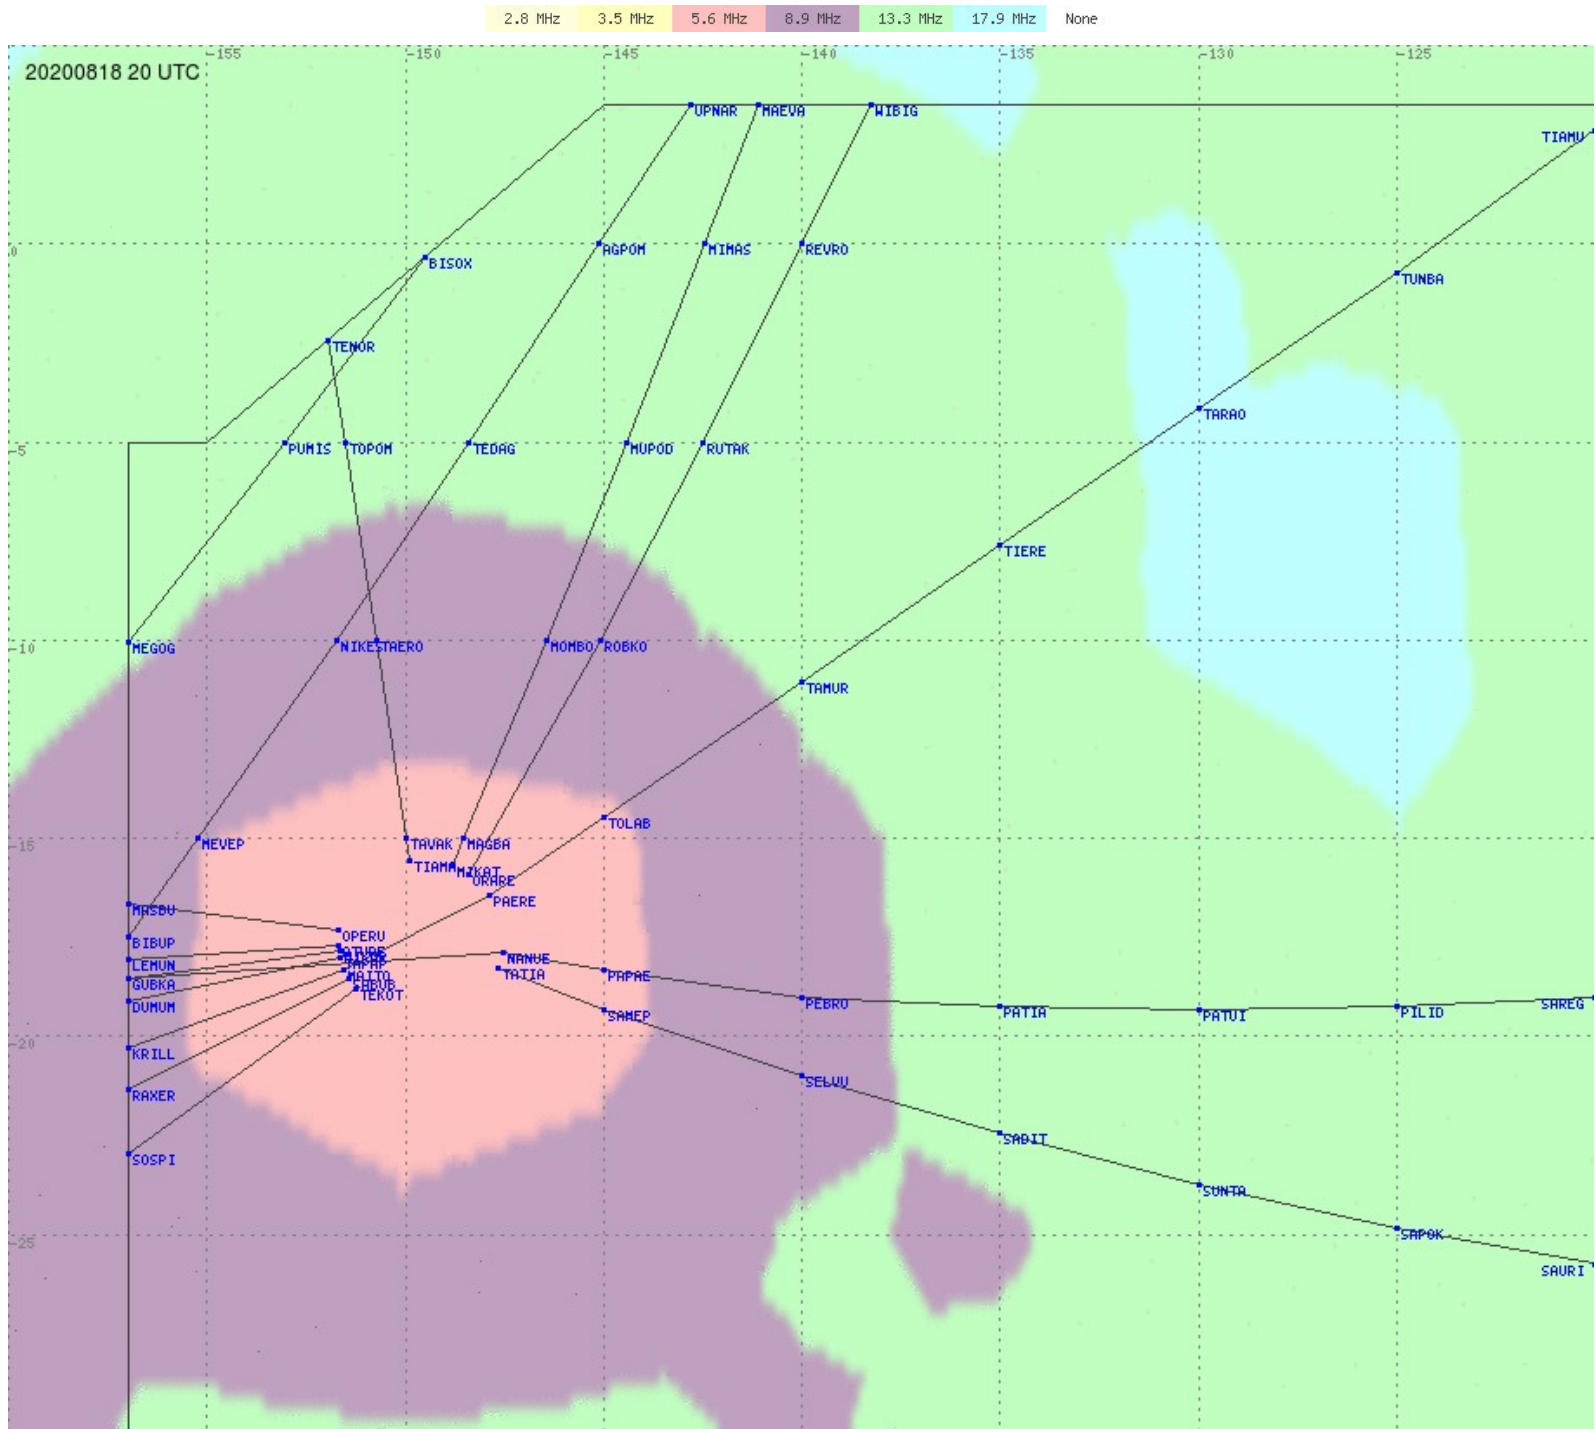 2.8 MHz 3.5 MHz 5.6 MHz 8.9 MHz 13.3 MHz 17.9 MHz None
-155 -150 -145 -140 -135 -130 -125
20200818 20 UTC
UPNAR MAEVA WIBIG
TIAMU
0 AGPOM MIMAS REVRO
BISOX
TUNBA
TENOR
TARAO
-5 PUMIS TOPOM TEDAG MUPOD RUTAK
TIERE
-10 MEGOG NIKES TAERO MOMBO ROBKO
TAMUR
TOLAB
-15 MEVEP TAVAK MAGBA
TIAMA MIKAT
ORARE
PAERE
MASBU
OPERU
BIBUP
LEMUN NANUE
TATIA PAPAE
GUBKA MAITO
TEKOT
DUMUM PEBRO PATIA PATUI PILID SAREG
SAMEP
-20
KRILL
SELVU
RAXER
SADIT
SOSPI
SUNTA
-25 SAPOK
SAURI